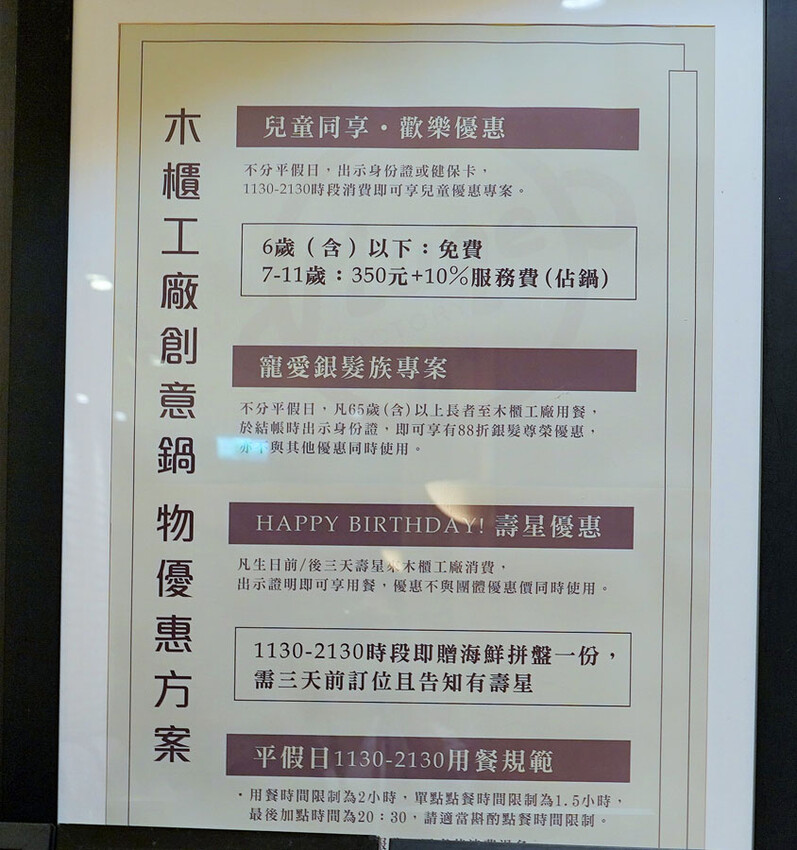 木櫃工廠創意鍋物優惠方案
兒童同享·歡樂優惠
不分平假日，出示身份證或健保卡，
1130-2130時段消費即可享兒童優惠專案。
6歲（含）以下：免費
7-11歲：350元+10%服務費(佔鍋)
寵愛銀髮族專案
不分平假日，凡65歲(含)以上長者至木櫃工廠用餐，
於結帳時出示身份證，即可享有88折銀髮尊榮優惠，
亦不與其他優惠同時使用。
HAPPY BIRTHDAY! 壽星優惠
凡生日前/後三天壽星來木櫃工廠消費，
出示證明即可享用餐，優惠不與團體優惠價同時使用。
1130-2130時段即贈海鮮拼盤一份，
需三天前訂位且告知有壽星
平假日1130-2130用餐規範
·用餐時間限制為2小時，單點點餐時間限制為1.5小時，
最後加點時間為20：30，請適當斟酌點餐時間限制。